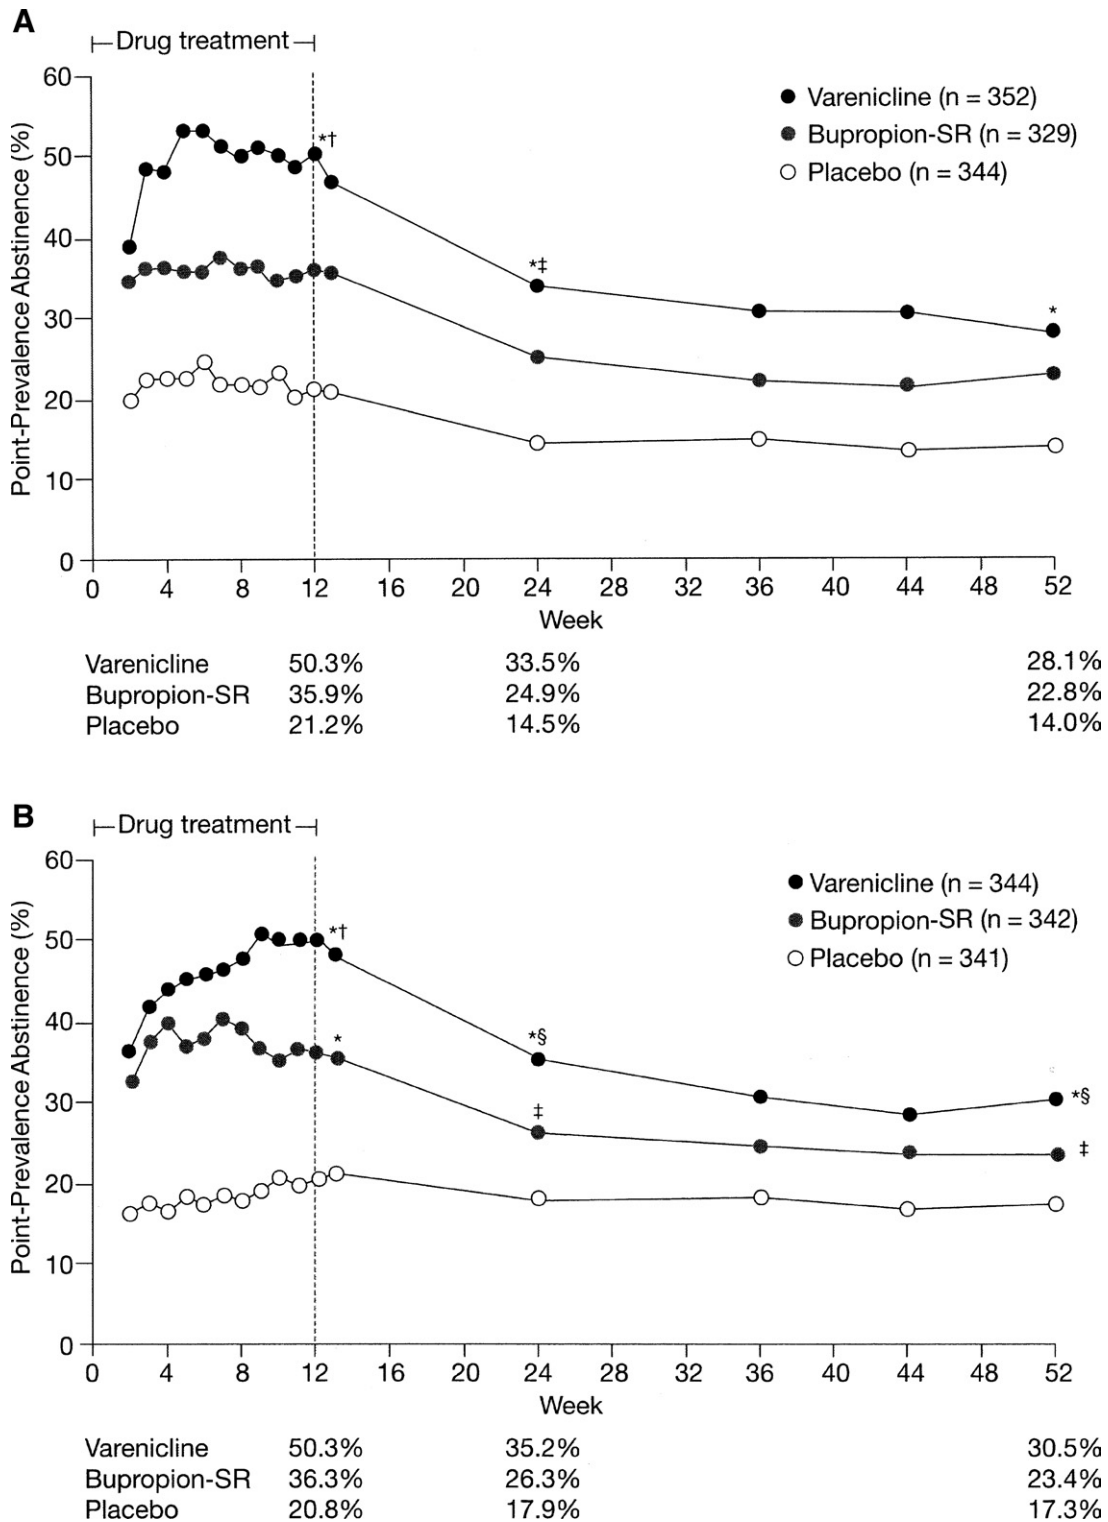 A
Drug treatment
60
50
40
30
20
10
0
Point-Prevalence Abstinence (%)
Varenicline (n = 352)
Bupropion-SR (n = 329)
Placebo (n = 344)
*†
*‡
*
0 4 8 12 16 20 24 28 32 36 40 44 48 52
Week
Varenicline 50.3% 33.5% 28.1%
Bupropion-SR 35.9% 24.9% 22.8%
Placebo 21.2% 14.5% 14.0%
B
Drug treatment
60
50
40
30
20
10
0
Point-Prevalence Abstinence (%)
Varenicline (n = 344)
Bupropion-SR (n = 342)
Placebo (n = 341)
*†
*
*§
‡
*§
‡
0 4 8 12 16 20 24 28 32 36 40 44 48 52
Week
Varenicline 50.3% 35.2% 30.5%
Bupropion-SR 36.3% 26.3% 23.4%
Placebo 20.8% 17.9% 17.3%